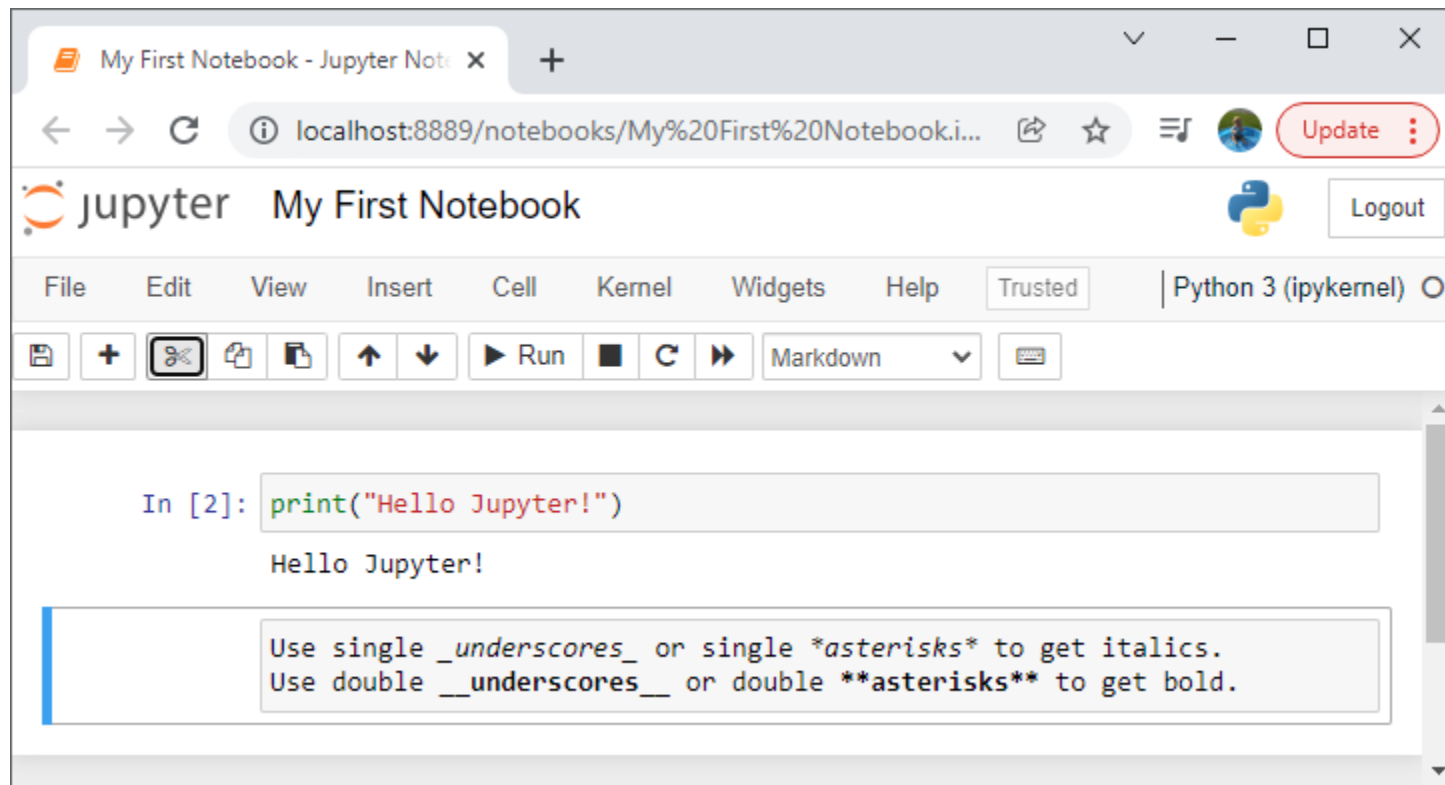 My First Notebook - Jupyter Note
localhost:8889/notebooks/My%20First%20Notebook.i...
Update
jupyter My First Notebook
Logout
File Edit View Insert Cell Kernel Widgets Help Trusted Python 3 (ipykernel)
Run Markdown
In [2]: print("Hello Jupyter!")
Hello Jupyter!
Use single _underscores_ or single *asterisks* to get italics.
Use double __underscores__ or double **asterisks** to get bold.